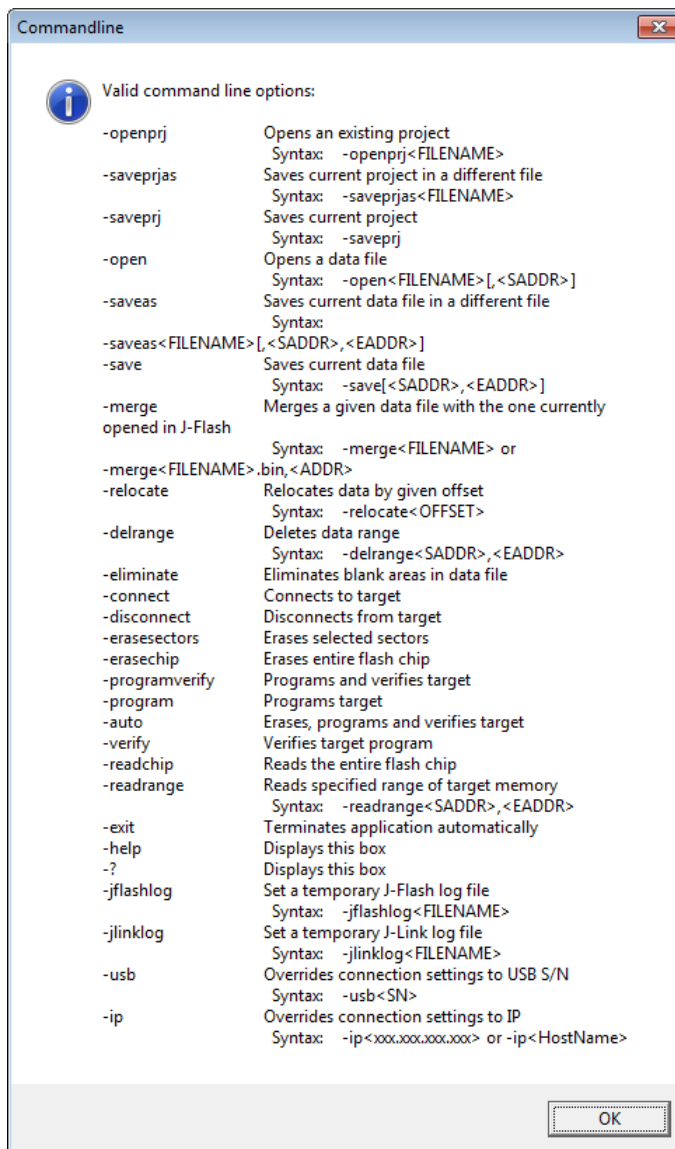 Commandline
Valid command line options:
-openprj Opens an existing project
Syntax: -openprj<FILENAME>
-saveprjas Saves current project in a different file
Syntax: -saveprjas<FILENAME>
-saveprj Saves current project
Syntax: -saveprj
-open Opens a data file
Syntax: -open<FILENAME>[,<SADDR>]
-saveas Saves current data file in a different file
Syntax:
-saveas<FILENAME>[,<SADDR>,<EADDR>]
-save Saves current data file
Syntax: -save[<SADDR>,<EADDR>]
-merge Merges a given data file with the one currently
opened in J-Flash
Syntax: -merge<FILENAME> or
-merge<FILENAME>.bin,<ADDR>
-relocate Relocates data by given offset
Syntax: -relocate<OFFSET>
-delrange Deletes data range
Syntax: -delrange<SADDR>,<EADDR>
-eliminate Eliminates blank areas in data file
-connect Connects to target
-disconnect Disconnects from target
-erasesectors Erases selected sectors
-erasechip Erases entire flash chip
-programverify Programs and verifies target
-program Programs target
-auto Erases, programs and verifies target
-verify Verifies target program
-readchip Reads the entire flash chip
-readrange Reads specified range of target memory
Syntax: -readrange<SADDR>,<EADDR>
-exit Terminates application automatically
-help Displays this box
-? Displays this box
-jflashlog Set a temporary J-Flash log file
Syntax: -jflashlog<FILENAME>
-jlinklog Set a temporary J-Link log file
Syntax: -jlinklog<FILENAME>
-usb Overrides connection settings to USB S/N
Syntax: -usb<SN>
-ip Overrides connection settings to IP
Syntax: -ip<xxx.xxx.xxx.xxx> or -ip<HostName>
OK